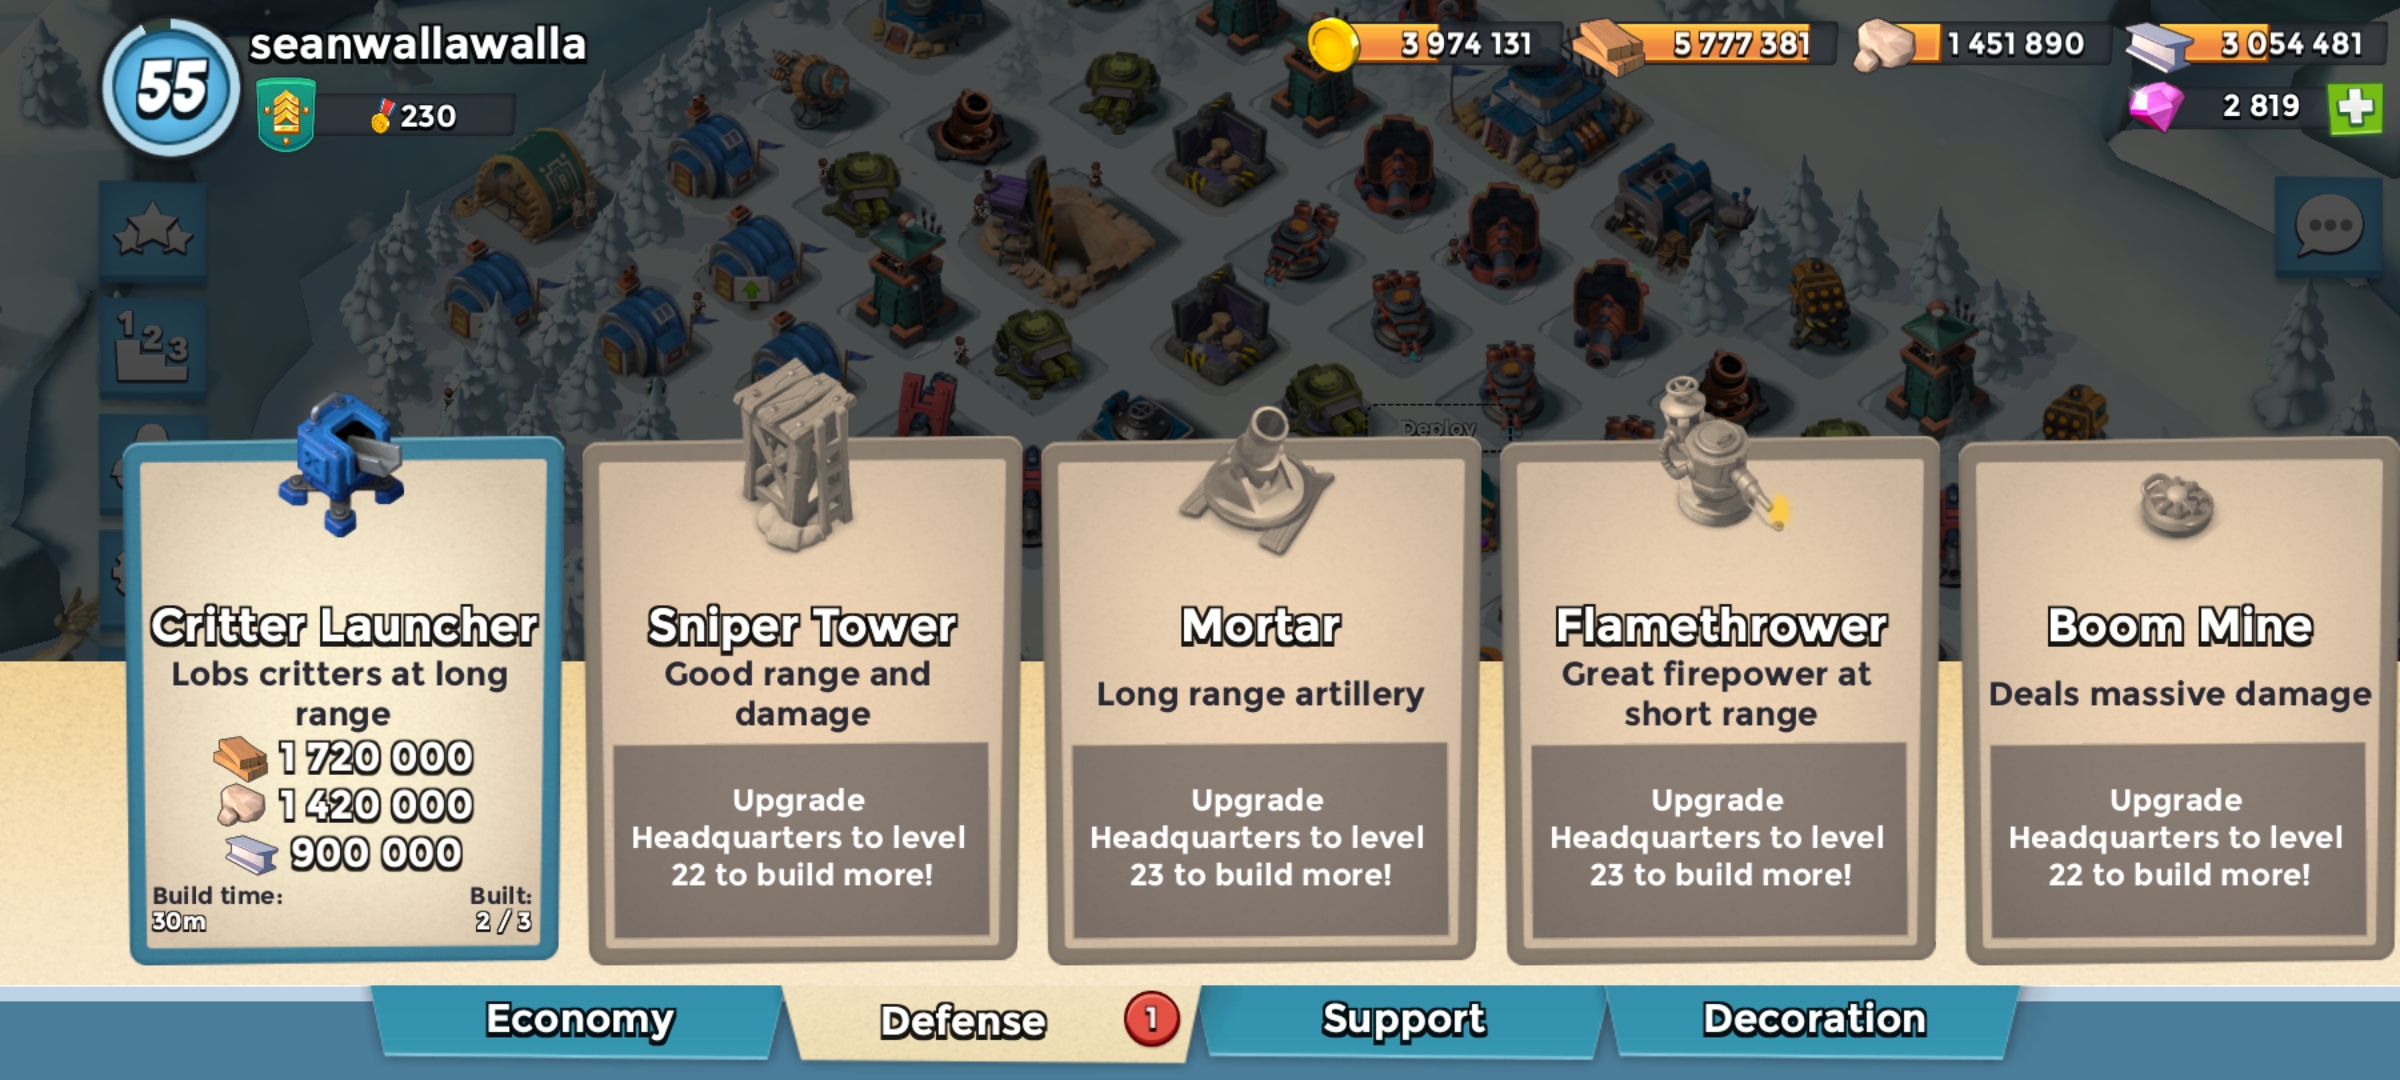 55
seanwallawalla
230
3 974 131
5 777 381
1 451 890
3 054 481
2 819
1 2 3
Deploy
Critter Launcher
Lobs critters at long
range
1 720 000
1 420 000
900 000
Build time:
30m
Built:
2 / 3
Sniper Tower
Good range and
damage
Upgrade
Headquarters to level
22 to build more!
Mortar
Long range artillery
Upgrade
Headquarters to level
23 to build more!
Flamethrower
Great firepower at
short range
Upgrade
Headquarters to level
23 to build more!
Boom Mine
Deals massive damage
Upgrade
Headquarters to level
22 to build more!
Economy
Defense
1
Support
Decoration